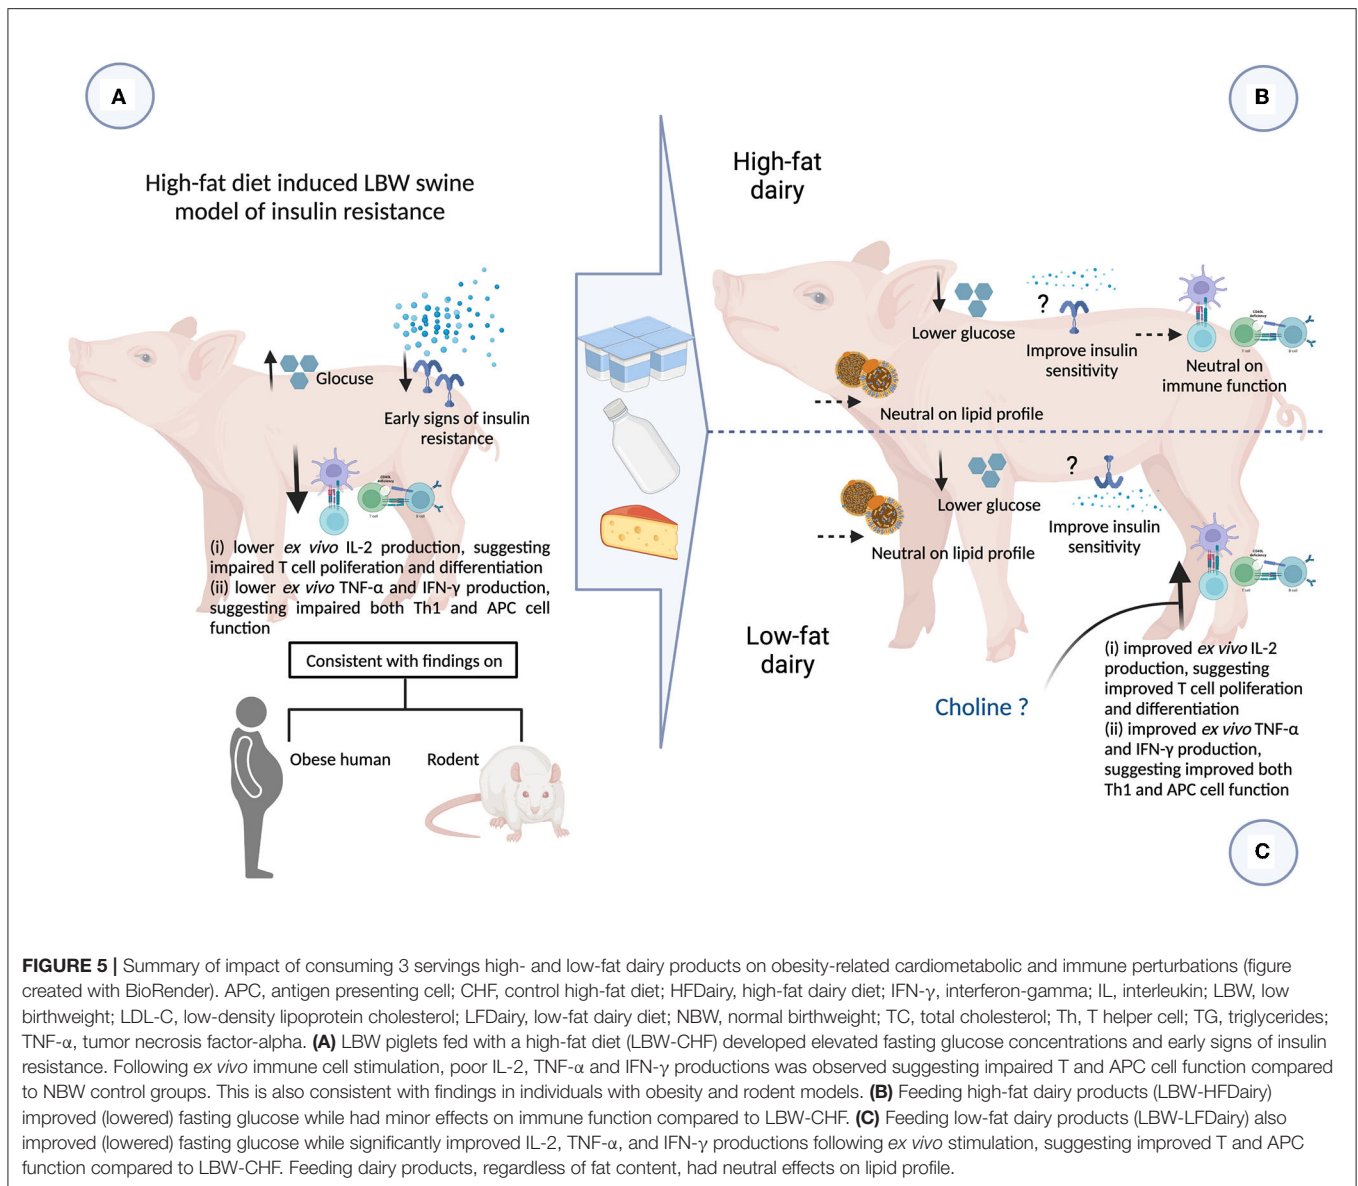 A
High-fat diet induced LBW swine
model of insulin resistance
Glocuse
Early signs of insulin
resistance
CD40L
deficiency
T cell
B cell
(i) lower ex vivo IL-2 production, suggesting
impaired T cell poliferation and differentiation
(ii) lower ex vivo TNF-α and IFN-γ production,
suggesting impaired both Th1 and APC cell
function
Consistent with findings on
Obese human
Rodent
B
High-fat
dairy
Lower glucose
?
Improve insulin
sensitivity
CD40L
deficiency
T cell
B cell
Neutral on
immune function
Neutral on lipid profile
Low-fat
dairy
Lower glucose
?
Improve insulin
sensitivity
Neutral on lipid profile
CD40L
deficiency
T cell
B cell
Choline ?
(i) improved ex vivo IL-2
production, suggesting
improved T cell poliferation
and differentiation
(ii) improved ex vivo TNF-α
and IFN-γ production,
suggesting improved both
Th1 and APC cell function
C
FIGURE 5 | Summary of impact of consuming 3 servings high- and low-fat dairy products on obesity-related cardiometabolic and immune perturbations (figure
created with BioRender). APC, antigen presenting cell; CHF, control high-fat diet; HFDairy, high-fat dairy diet; IFN-γ, interferon-gamma; IL, interleukin; LBW, low
birthweight; LDL-C, low-density lipoprotein cholesterol; LFDairy, low-fat dairy diet; NBW, normal birthweight; TC, total cholesterol; Th, T helper cell; TG, triglycerides;
TNF-α, tumor necrosis factor-alpha. (A) LBW piglets fed with a high-fat diet (LBW-CHF) developed elevated fasting glucose concentrations and early signs of insulin
resistance. Following ex vivo immune cell stimulation, poor IL-2, TNF-α and IFN-γ productions was observed suggesting impaired T and APC cell function compared
to NBW control groups. This is also consistent with findings in individuals with obesity and rodent models. (B) Feeding high-fat dairy products (LBW-HFDairy)
improved (lowered) fasting glucose while had minor effects on immune function compared to LBW-CHF. (C) Feeding low-fat dairy products (LBW-LFDairy) also
improved (lowered) fasting glucose while significantly improved IL-2, TNF-α, and IFN-γ productions following ex vivo stimulation, suggesting improved T and APC
function compared to LBW-CHF. Feeding dairy products, regardless of fat content, had neutral effects on lipid profile.